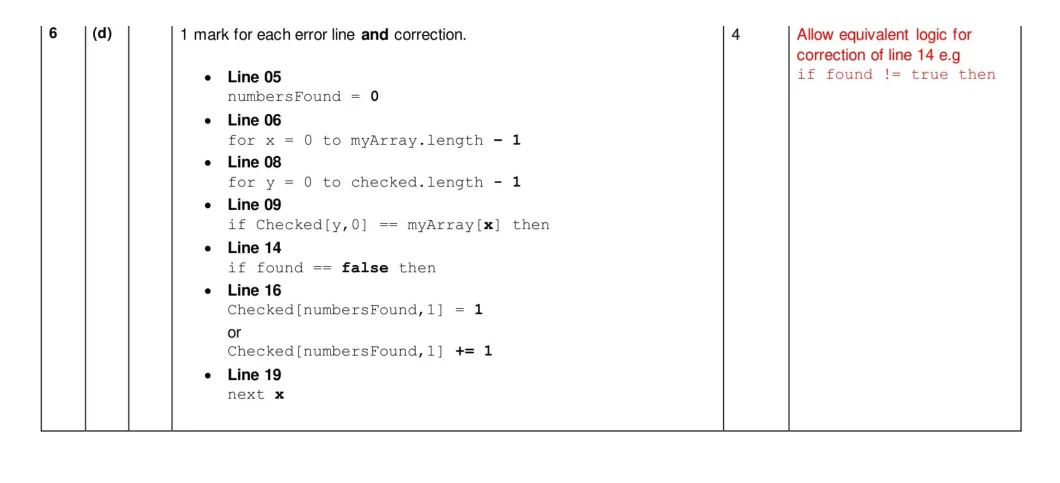 6 (d) 1 mark for each error line and correction. 4 Allow equivalent logic for
correction of line 14 e.g
if found != true then
• Line 05
numbersFound = 0
• Line 06
for x = 0 to myArray.length – 1
• Line 08
for y = 0 to checked.length - 1
• Line 09
if Checked[y,0] == myArray[x] then
• Line 14
if found == false then
• Line 16
Checked[numbersFound,1] = 1
or
Checked[numbersFound,1] += 1
• Line 19
next x